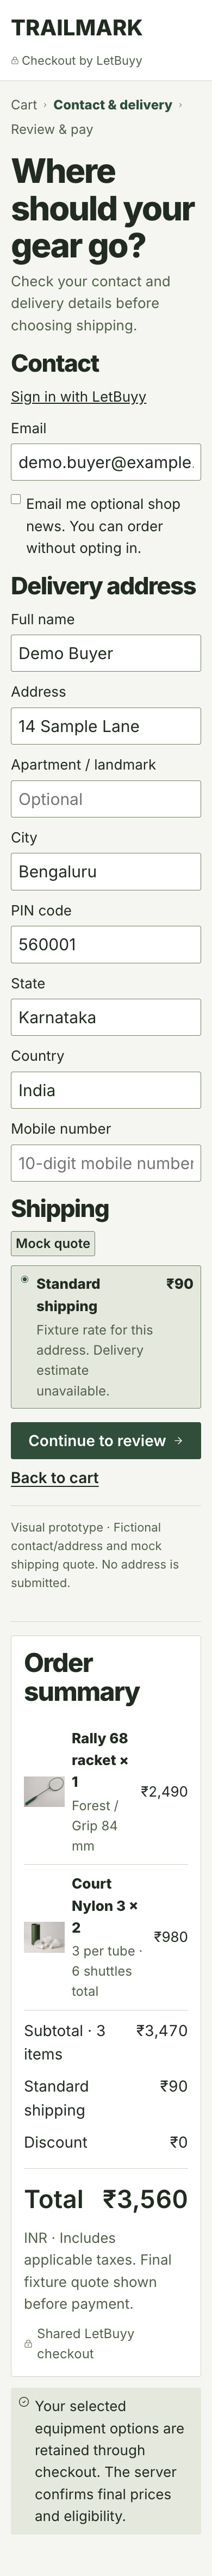 TRAILMARK
Checkout by LetBuyy
Cart › Contact & delivery ›
Review & pay
Where
should your
gear go?
Check your contact and
delivery details before
choosing shipping.
Contact
Sign in with LetBuyy
Email
demo.buyer@example.
Email me optional shop
news. You can order
without opting in.
Delivery address
Full name
Demo Buyer
Address
14 Sample Lane
Apartment / landmark
Optional
City
Bengaluru
PIN code
560001
State
Karnataka
Country
India
Mobile number
10-digit mobile number
Shipping
Mock quote
Standard ₹90
shipping
Fixture rate for this
address. Delivery
estimate
unavailable.
Continue to review →
Back to cart
Visual prototype · Fictional
contact/address and mock
shipping quote. No address is
submitted.
Order
summary
Rally 68
racket ×
1
₹2,490
Forest /
Grip 84
mm
Court
Nylon 3 ×
2
₹980
3 per tube ·
6 shuttles
total
Subtotal · 3 ₹3,470
items
Standard ₹90
shipping
Discount ₹0
Total ₹3,560
INR · Includes
applicable taxes. Final
fixture quote shown
before payment.
Shared LetBuyy
checkout
Your selected
equipment options are
retained through
checkout. The server
confirms final prices
and eligibility.